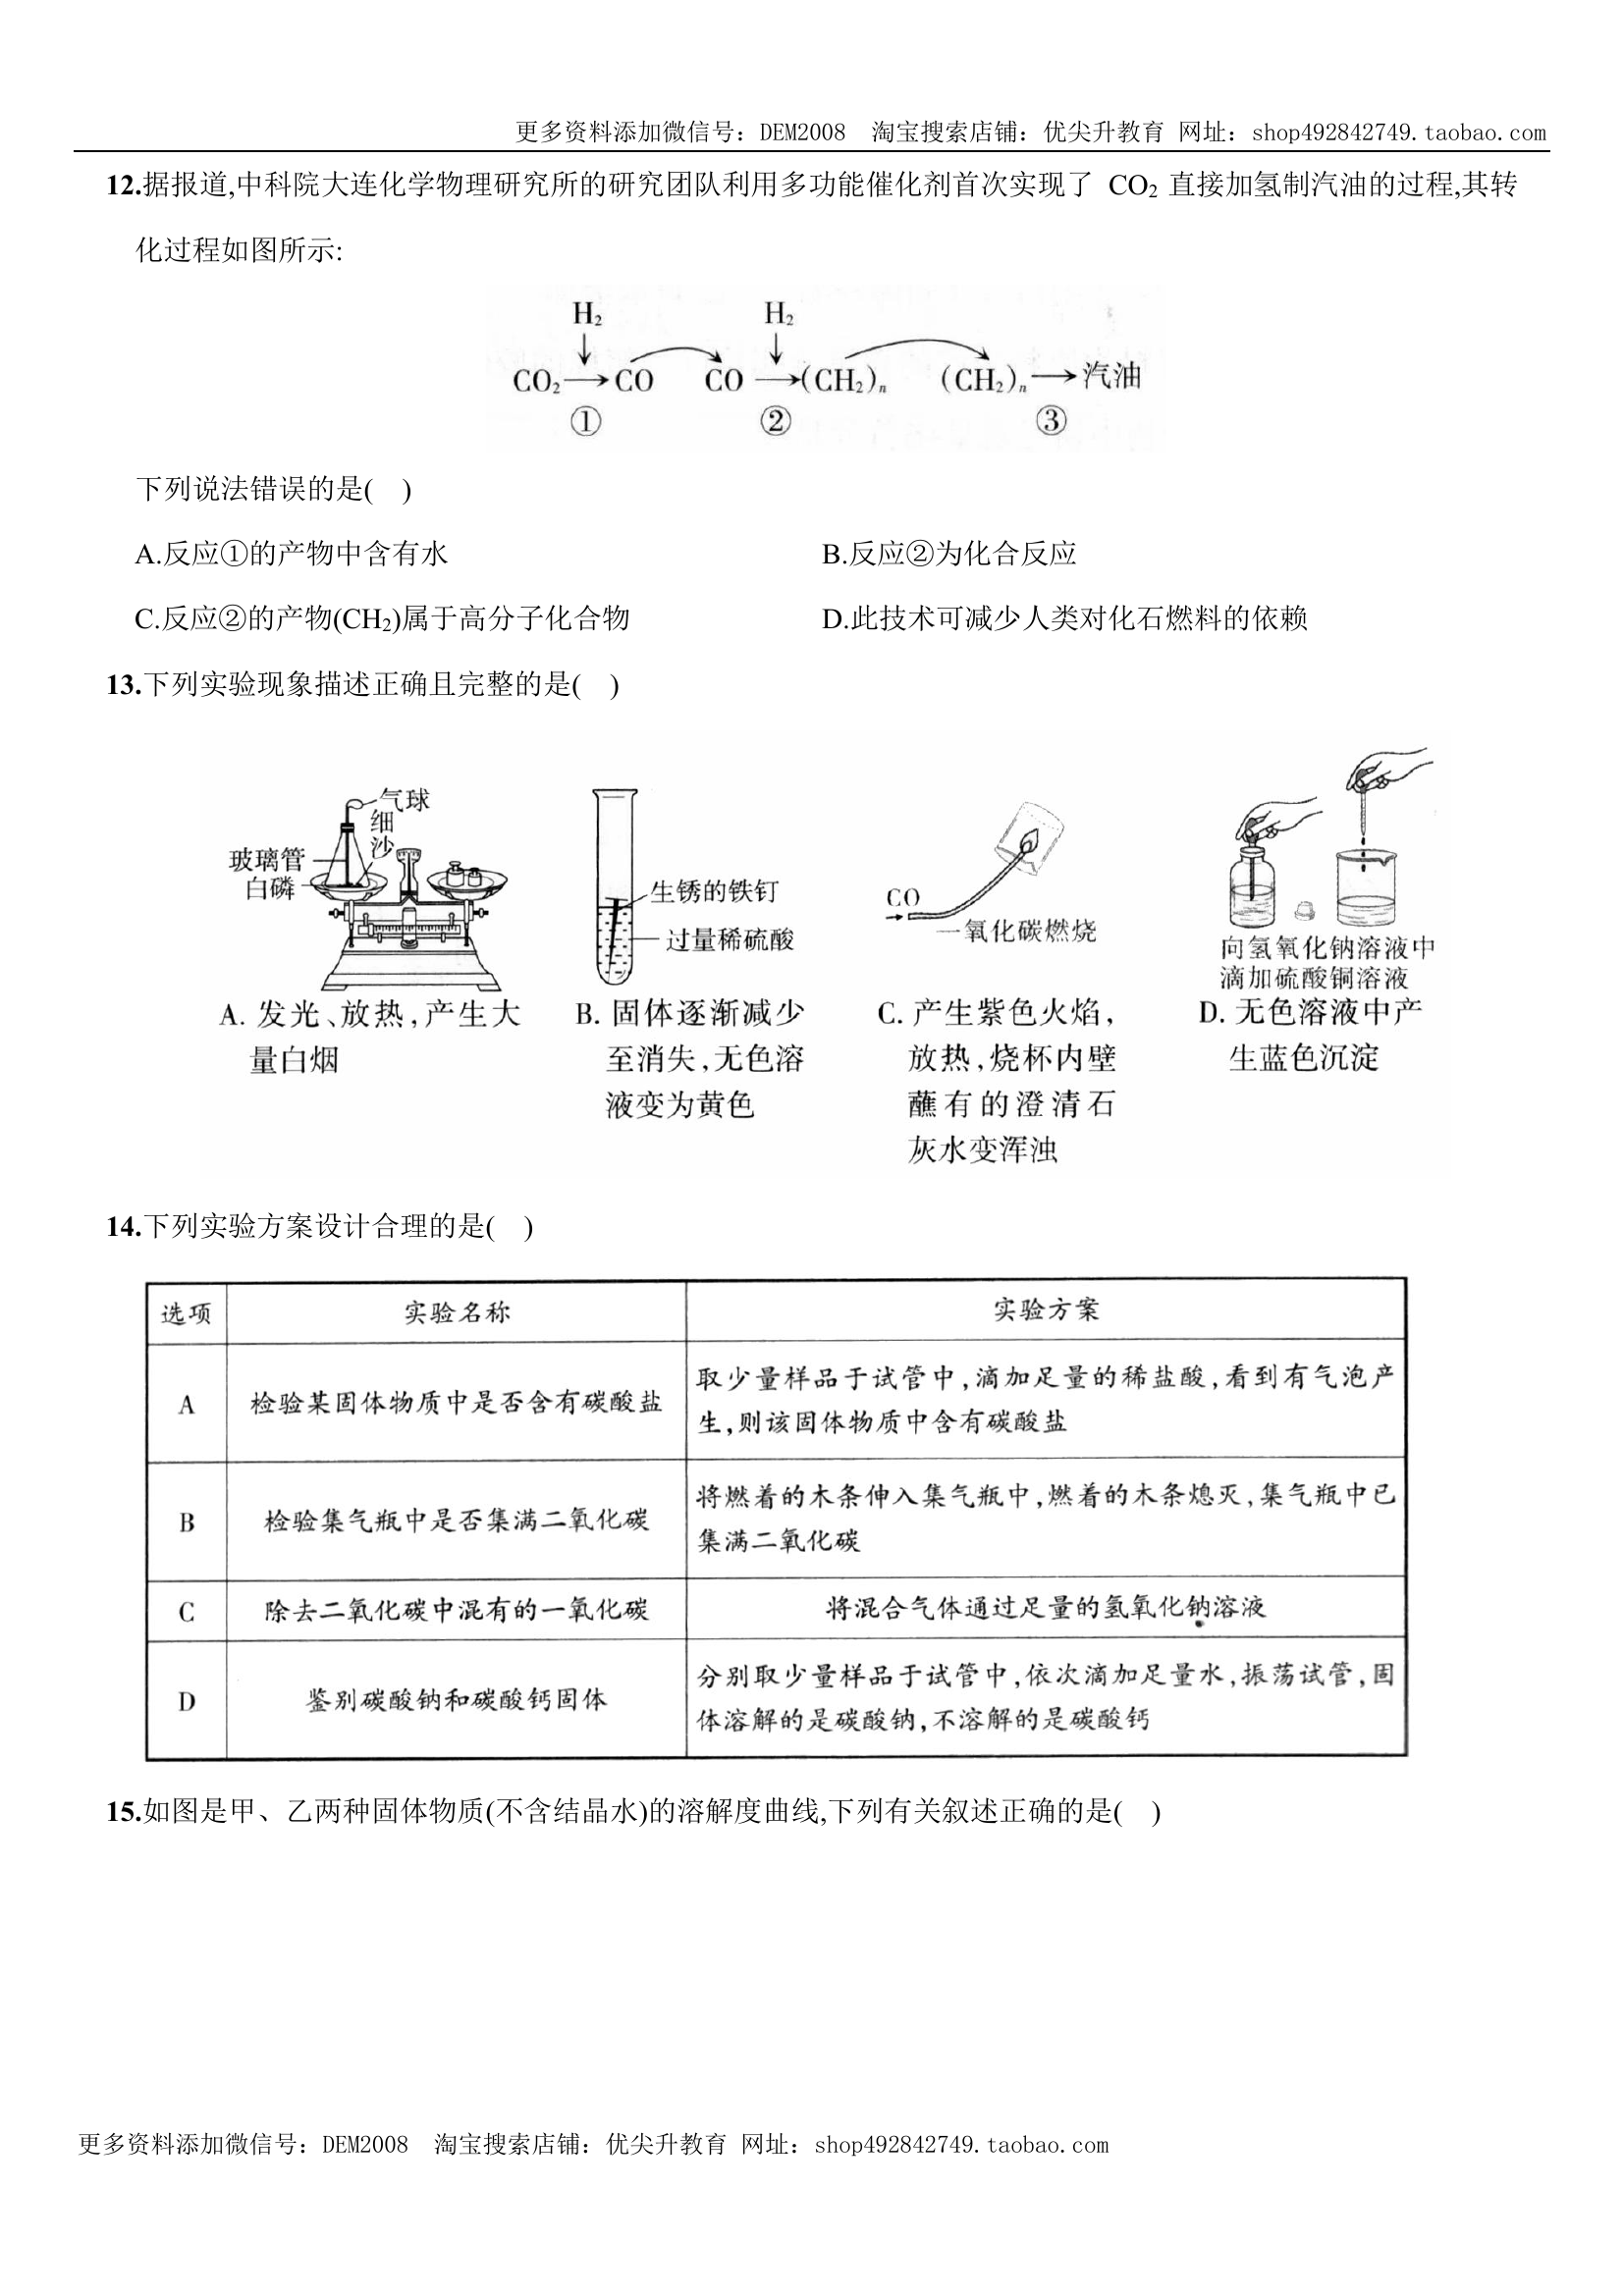 更多资料添加微信号：DEM2008 淘宝搜索店铺：优尖升教育 网址：shop492842749.taobao.com
12.据报道,中科院大连化学物理研究所的研究团队利用多功能催化剂首次实现了 CO₂ 直接加氢制汽油的过程,其转
化过程如图所示:
H₂ H₂
CO₂→CO CO→(CH₂)ₙ (CH₂)ₙ→汽油
① ② ③
下列说法错误的是( )
A.反应①的产物中含有水 B.反应②为化合反应
C.反应②的产物(CH₂)属于高分子化合物 D.此技术可减少人类对化石燃料的依赖
13.下列实验现象描述正确且完整的是( )
气球
细
沙
玻璃管
白磷
A. 发光、放热,产生大
量白烟
生锈的铁钉
过量稀硫酸
B. 固体逐渐减少
至消失,无色溶
液变为黄色
CO
一氧化碳燃烧
C. 产生紫色火焰,
放热,烧杯内壁
蘸有的澄清石
灰水变浑浊
向氢氧化钠溶液中
滴加硫酸铜溶液
D. 无色溶液中产
生蓝色沉淀
14.下列实验方案设计合理的是( )
选项 实验名称 实验方案
A 检验某固体物质中是否含有碳酸盐 取少量样品于试管中,滴加足量的稀盐酸,看到有气泡产
生,则该固体物质中含有碳酸盐
B 检验集气瓶中是否集满二氧化碳 将燃着的木条伸入集气瓶中,燃着的木条熄灭,集气瓶中已
集满二氧化碳
C 除去二氧化碳中混有的一氧化碳 将混合气体通过足量的氢氧化钠溶液
D 鉴别碳酸钠和碳酸钙固体 分别取少量样品于试管中,依次滴加足量水,振荡试管,固
体溶解的是碳酸钠,不溶解的是碳酸钙
15.如图是甲、乙两种固体物质(不含结晶水)的溶解度曲线,下列有关叙述正确的是( )
更多资料添加微信号：DEM2008 淘宝搜索店铺：优尖升教育 网址：shop492842749.taobao.com